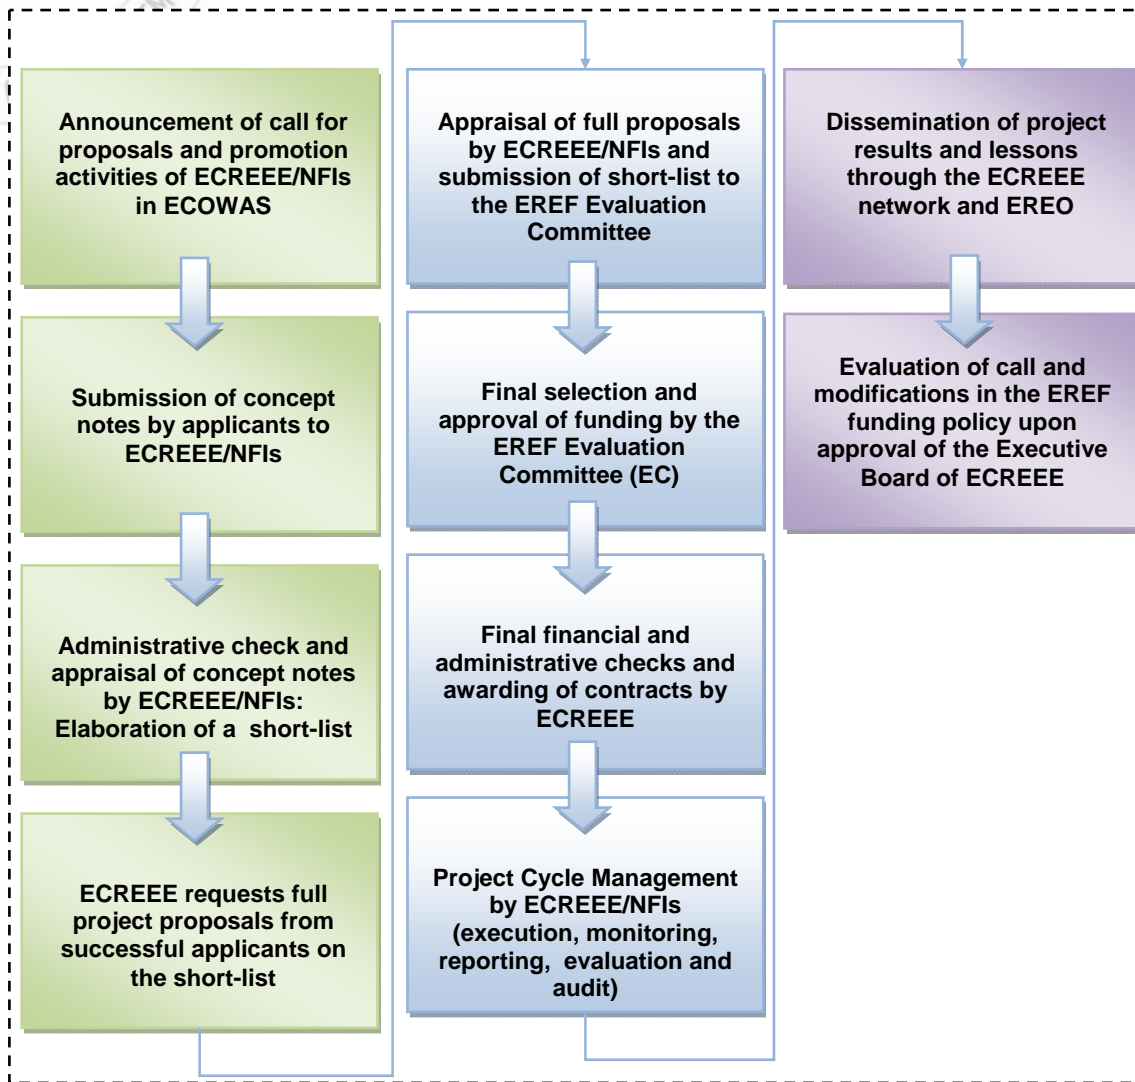 Announcement of call for
proposals and promotion
activities of ECREEE/NFIs
in ECOWAS
Submission of concept
notes by applicants to
ECREEE/NFIs
Administrative check and
appraisal of concept notes
by ECREEE/NFIs:
Elaboration of a short-list
ECREEE requests full
project proposals from
successful applicants on
the short-list
Appraisal of full proposals
by ECREEE/NFIs and
submission of short-list to
the EREF Evaluation
Committee
Final selection and
approval of funding by the
EREF Evaluation
Committee (EC)
Final financial and
administrative checks and
awarding of contracts by
ECREEE
Project Cycle Management
by ECREEE/NFIs
(execution, monitoring,
reporting, evaluation and
audit)
Dissemination of project
results and lessons
through the ECREEE
network and EREO
Evaluation of call and
modifications in the EREF
funding policy upon
approval of the Executive
Board of ECREEE